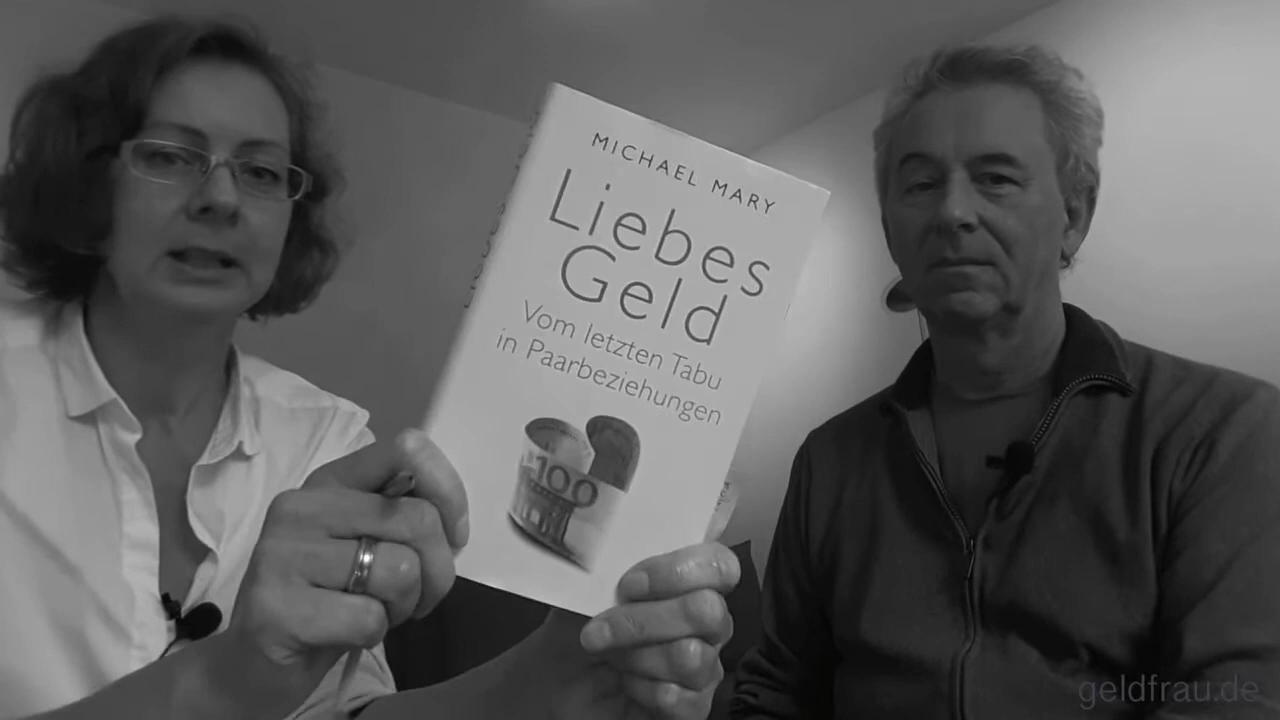 MICHAEL MARY
Liebes
Geld
Vom letzten Tabu
in Paarbeziehungen
100
geldfrau.de